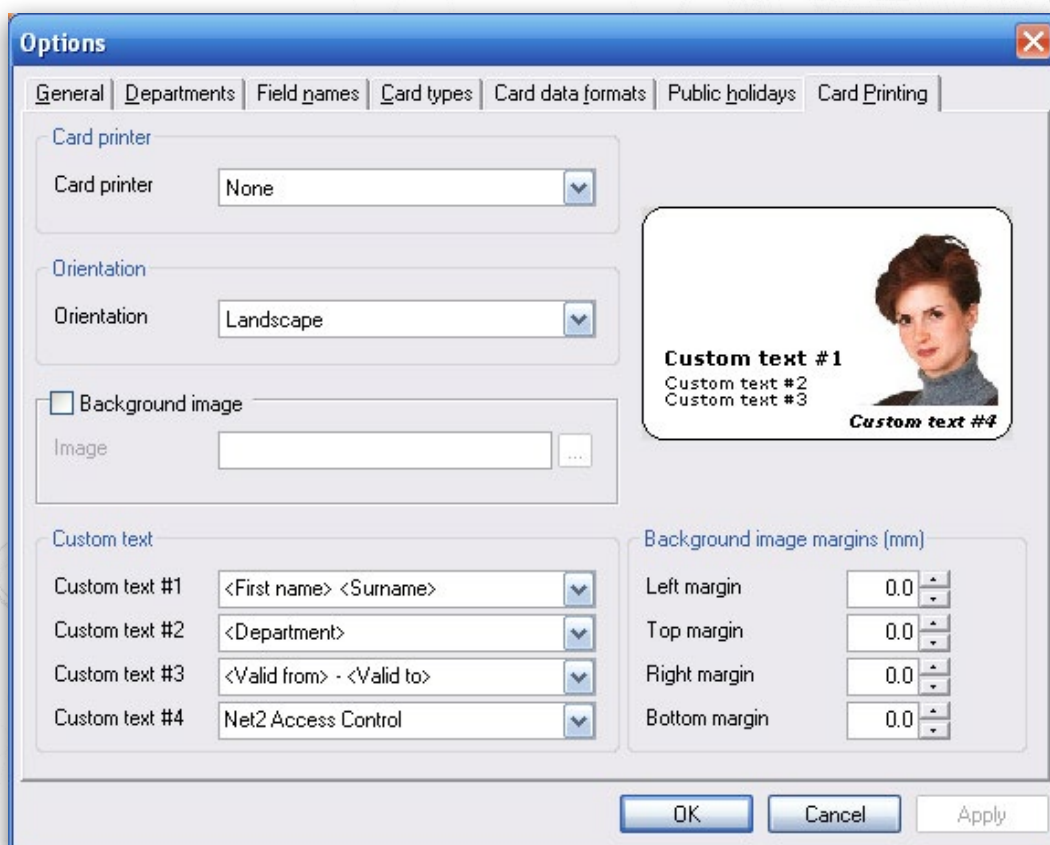 Options
General Departments Field names Card types Card data formats Public holidays Card Printing
Card printer
Card printer None
Orientation
Orientation Landscape
Background image
Image ...
Custom text #1
Custom text #2
Custom text #3
Custom text #4
Custom text
Custom text #1 <First name> <Surname>
Custom text #2 <Department>
Custom text #3 <Valid from> - <Valid to>
Custom text #4 Net2 Access Control
Background image margins (mm)
Left margin 0.0
Top margin 0.0
Right margin 0.0
Bottom margin 0.0
OK Cancel Apply